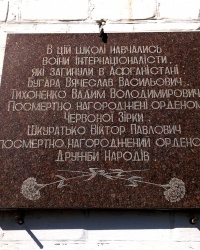 В ЦІЙ ШКОЛІ НАВЧАЛИСЬ
ВОЇНИ ІНТЕРНАЦІОНАЛІСТИ,
ЯКІ ЗАГИНУЛИ В АФГАНІСТАНІ.
БУГАРА ВЯЧЕСЛАВ ВАСИЛЬОВИЧ.
ТИХОНЕНКО ВАДИМ ВОЛОДИМИРОВИЧ
ПОСМЕРТНО НАГОРОДЖЕНІ ОРДЕНОМ
ЧЕРВОНОЇ ЗІРКИ.
ШКУРАТЬКО ВІКТОР ПАВЛОВИЧ
ПОСМЕРТНО НАГОРОДЖЕНИЙ ОРДЕНОМ
ДРУЖБИ НАРОДІВ.